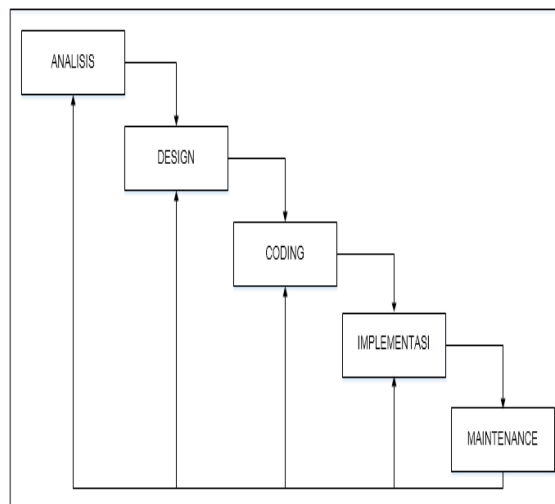 ANALISIS
DESIGN
CODING
IMPLEMENTASI
MAINTENANCE